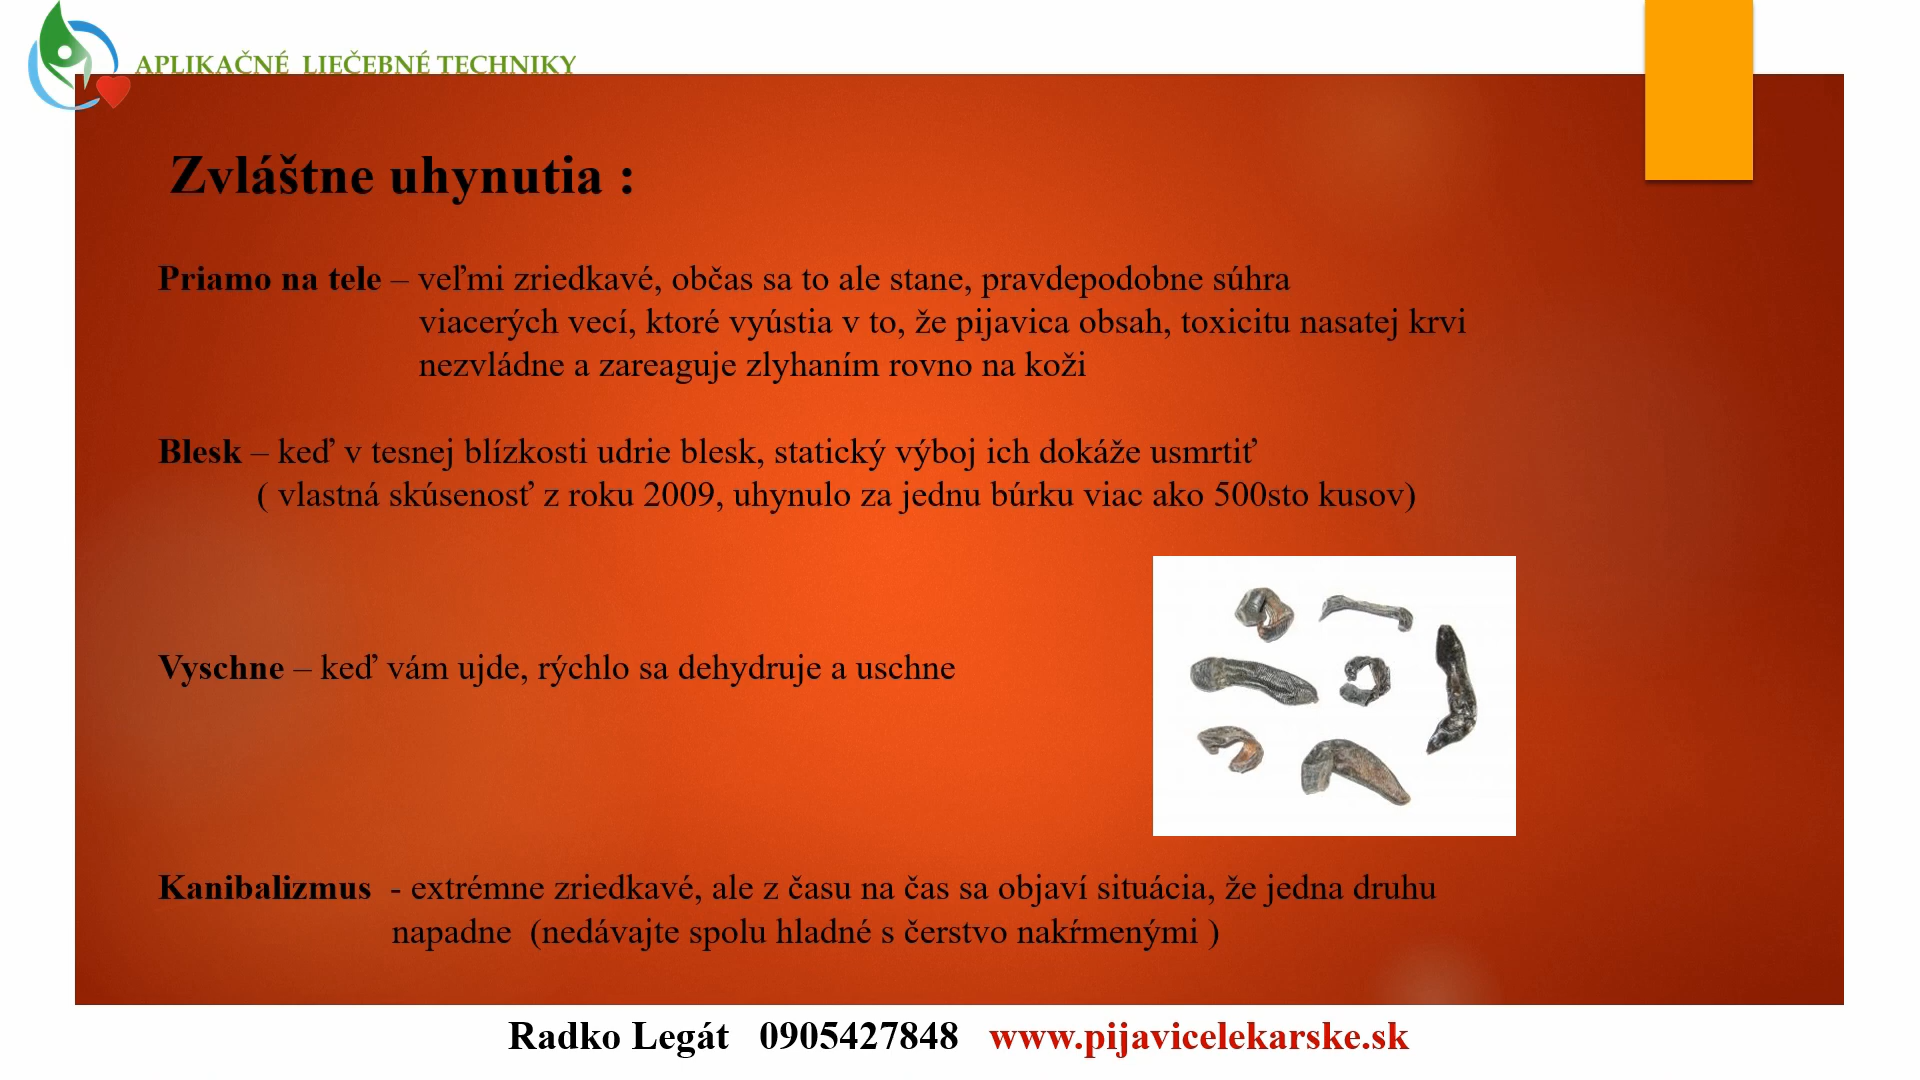 APLIKAČNÉ LIEČEBNÉ TECHNIKY
Zvláštne uhynutia :
Priamo na tele – veľmi zriedkavé, občas sa to ale stane, pravdepodobne súhra
viacerých vecí, ktoré vyústia v to, že pijavica obsah, toxicitu nasatej krvi
nezvládne a zareaguje zlyhaním rovno na koži
Blesk – keď v tesnej blízkosti udrie blesk, statický výboj ich dokáže usmrtiť
( vlastná skúsenosť z roku 2009, uhynulo za jednu búrku viac ako 500sto kusov)
Vyschne – keď vám ujde, rýchlo sa dehydruje a uschne
Kanibalizmus - extrémne zriedkavé, ale z času na čas sa objaví situácia, že jedna druhu
napadne (nedávajte spolu hladné s čerstvo nakŕmenými )
Radko Legát 0905427848 www.pijavicelekarske.sk